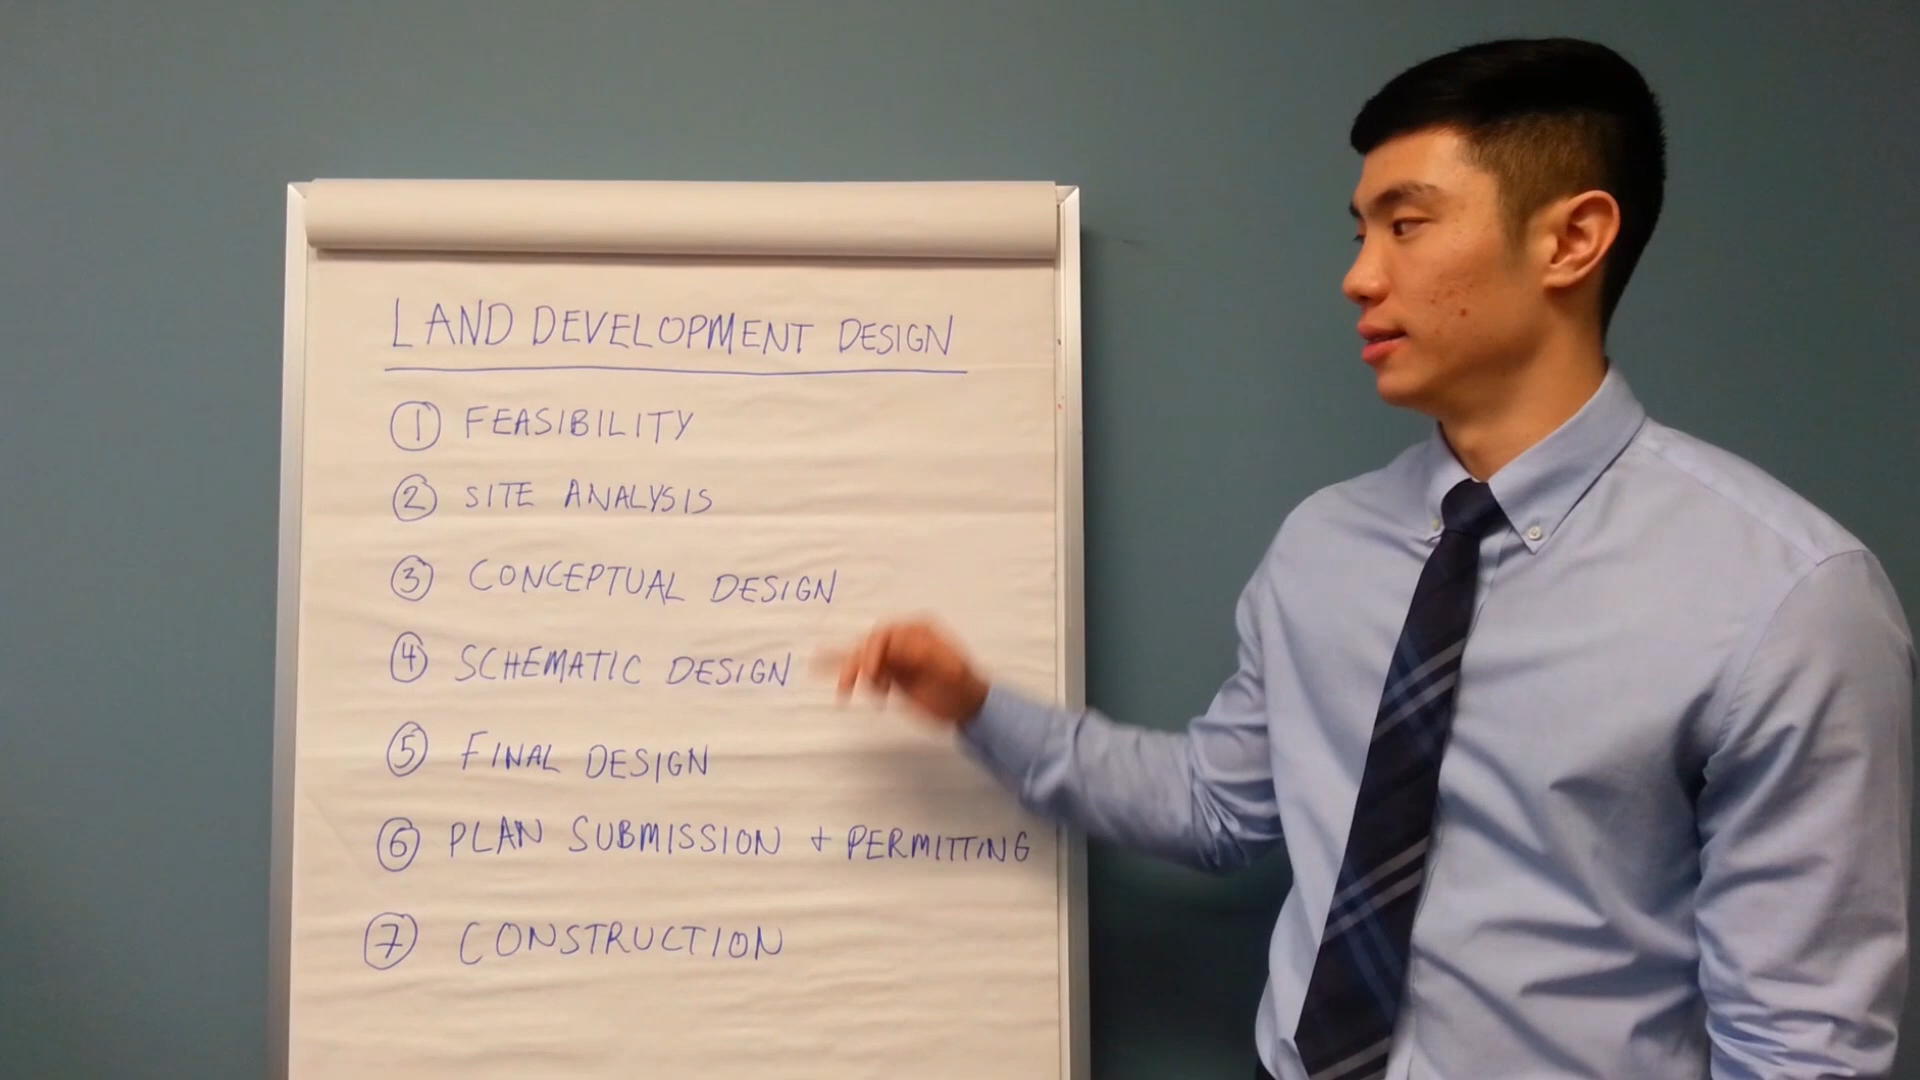 LAND DEVELOPMENT DESIGN
① FEASIBILITY
② SITE ANALYSIS
③ CONCEPTUAL DESIGN
④ SCHEMATIC DESIGN
⑤ FINAL DESIGN
⑥ PLAN SUBMISSION + PERMITTING
⑦ CONSTRUCTION